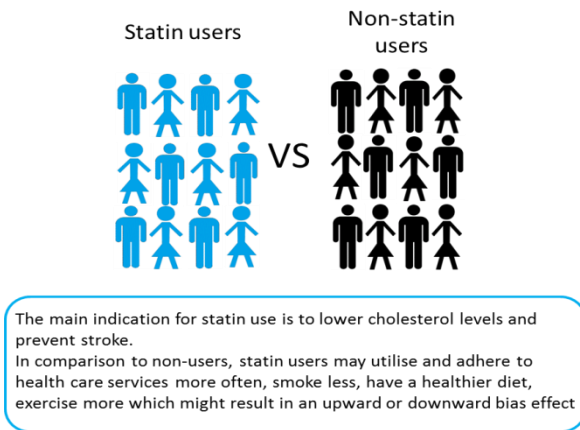 Statin users
Non-statin
users
VS
The main indication for statin use is to lower cholesterol levels and
prevent stroke.
In comparison to non-users, statin users may utilise and adhere to
health care services more often, smoke less, have a healthier diet,
exercise more which might result in an upward or downward bias effect